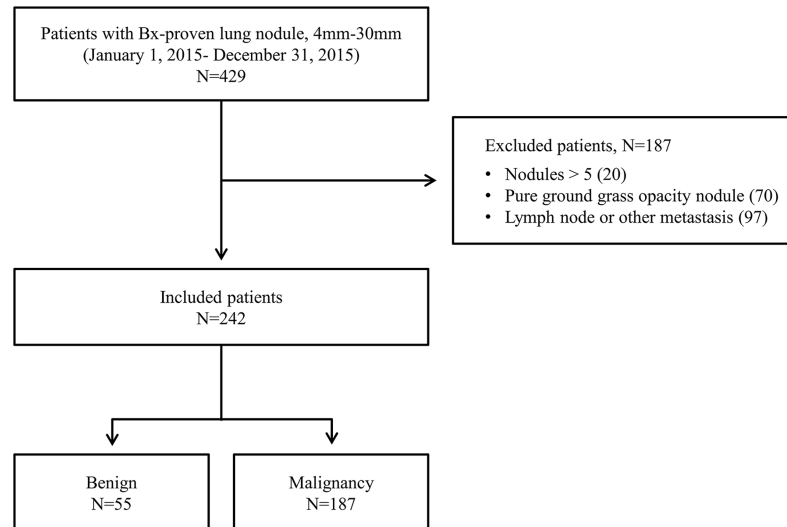 Patients with Bx-proven lung nodule, 4mm-30mm
(January 1, 2015- December 31, 2015)
N=429
Excluded patients, N=187
• Nodules > 5 (20)
• Pure ground grass opacity nodule (70)
• Lymph node or other metastasis (97)
Included patients
N=242
Benign
N=55
Malignancy
N=187